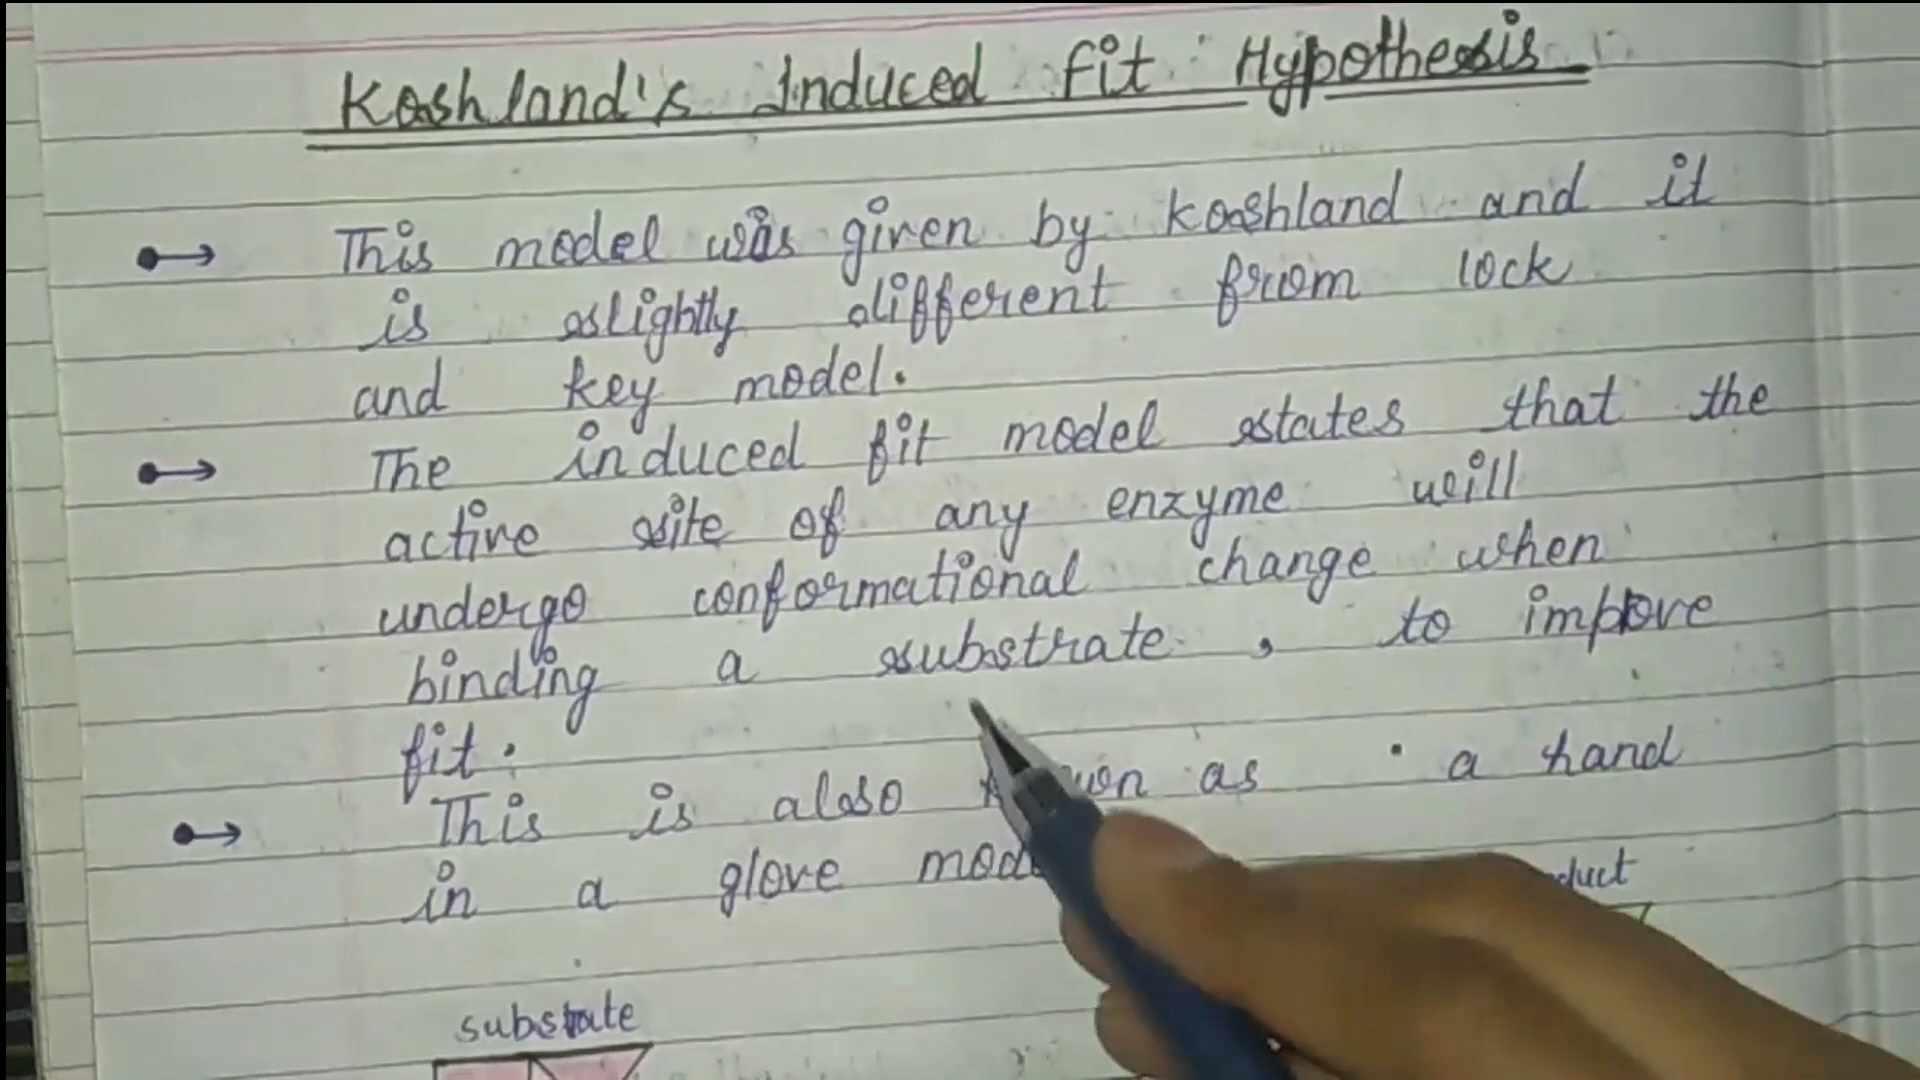 Koshland's Induced fit Hypothesis
This model was given by Koshland and it
is slightly different from lock
and key model.
The induced fit model states that the
active site of any enzyme will
undergo conformational change when
binding a substrate, to improve
fit.
This is also as a hand
in a glove
substrate